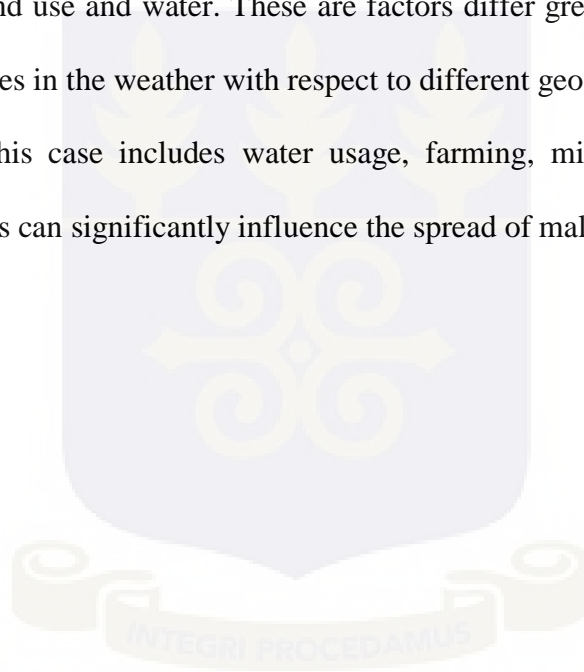 nd use and water. These are factors differ gre
es in the weather with respect to different geo
his case includes water usage, farming, mi
s can significantly influence the spread of mal
INTEGRI PROCEDAMUS